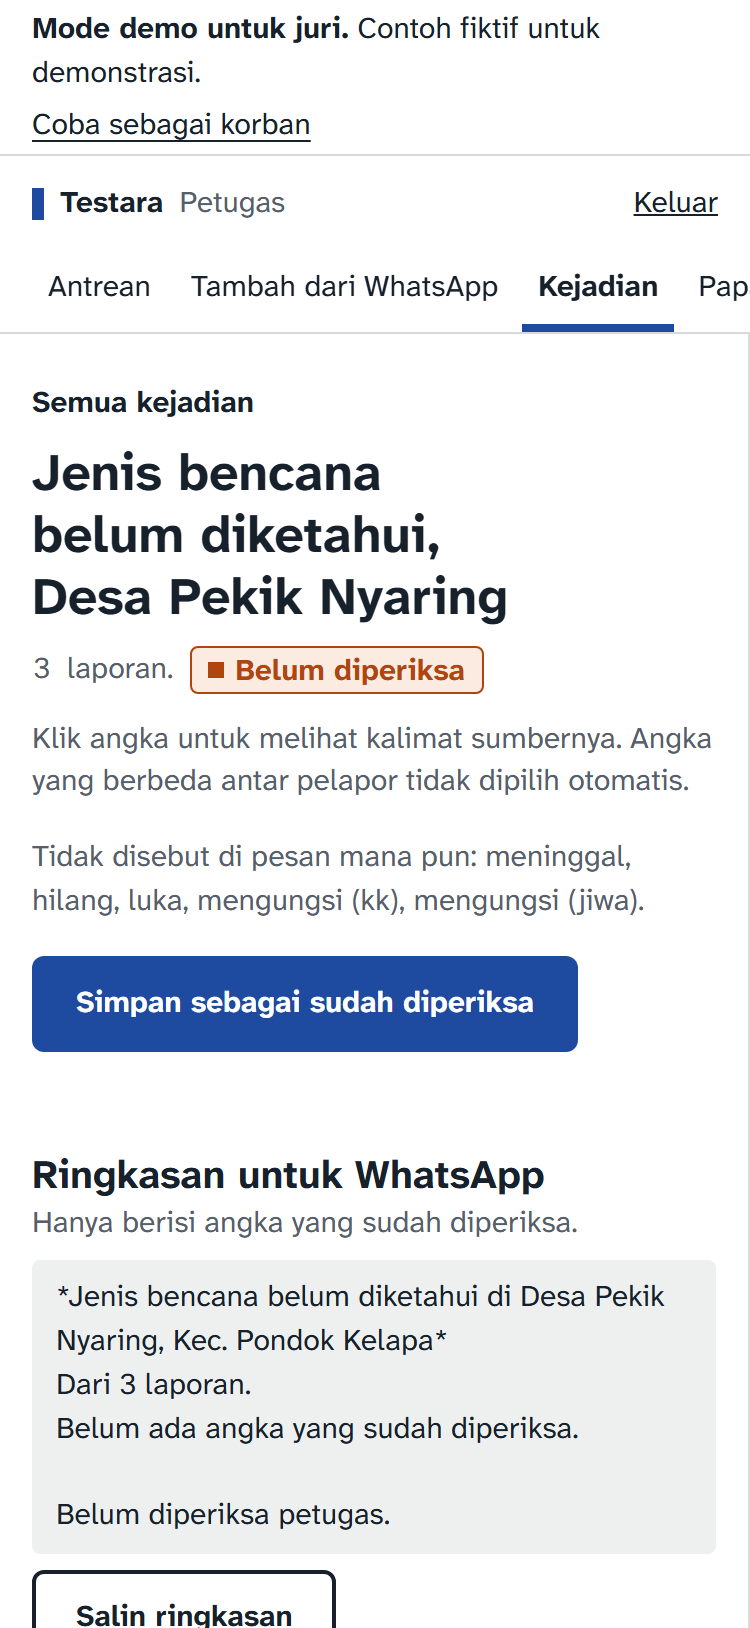 Mode demo untuk juri. Contoh fiktif untuk
demonstrasi.
Coba sebagai korban
Testara Petugas
Keluar
Antrean
Tambah dari WhatsApp
Kejadian
Semua kejadian
Jenis bencana
belum diketahui,
Desa Pekik Nyaring
3 laporan.
Belum diperiksa
Klik angka untuk melihat kalimat sumbernya. Angka
yang berbeda antar pelapor tidak dipilih otomatis.
Tidak disebut di pesan mana pun: meninggal,
hilang, luka, mengungsi (kk), mengungsi (jiwa).
Simpan sebagai sudah diperiksa
Ringkasan untuk WhatsApp
Hanya berisi angka yang sudah diperiksa.
*Jenis bencana belum diketahui di Desa Pekik
Nyaring, Kec. Pondok Kelapa*
Dari 3 laporan.
Belum ada angka yang sudah diperiksa.
Belum diperiksa petugas.
Salin ringkasan